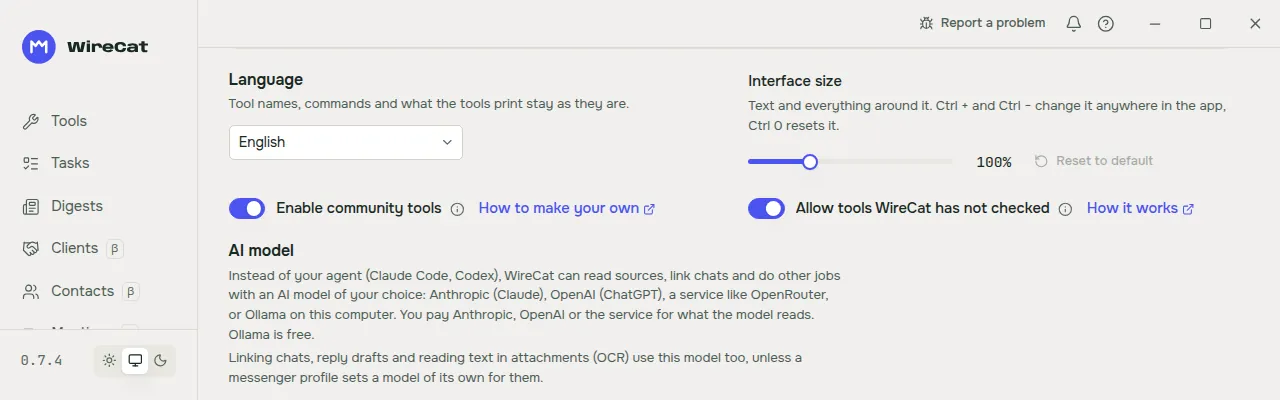 WireCat
Report a problem
Language
Tool names, commands and what the tools print stay as they are.
English
Interface size
Text and everything around it. Ctrl + and Ctrl − change it anywhere in the app,
Ctrl 0 resets it.
100%
Reset to default
Enable community tools
How to make your own
Allow tools WireCat has not checked
How it works
AI model
Instead of your agent (Claude Code, Codex), WireCat can read sources, link chats and do other jobs
with an AI model of your choice: Anthropic (Claude), OpenAI (ChatGPT), a service like OpenRouter,
or Ollama on this computer. You pay Anthropic, OpenAI or the service for what the model reads.
Ollama is free.
Linking chats, reply drafts and reading text in attachments (OCR) use this model too, unless a
messenger profile sets a model of its own for them.
Tools
Tasks
Digests
Clients β
Contacts β
0.7.4